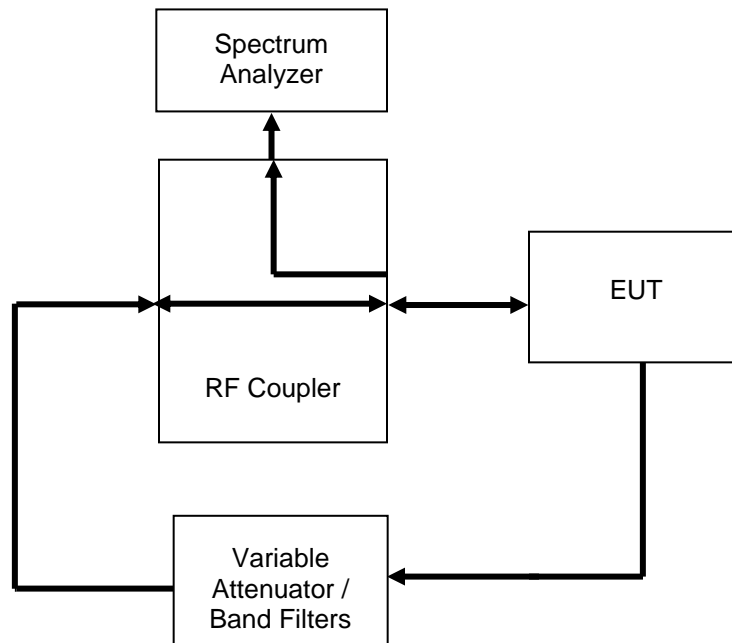 Spectrum
Analyzer
EUT
RF Coupler
Variable
Attenuator /
Band Filters